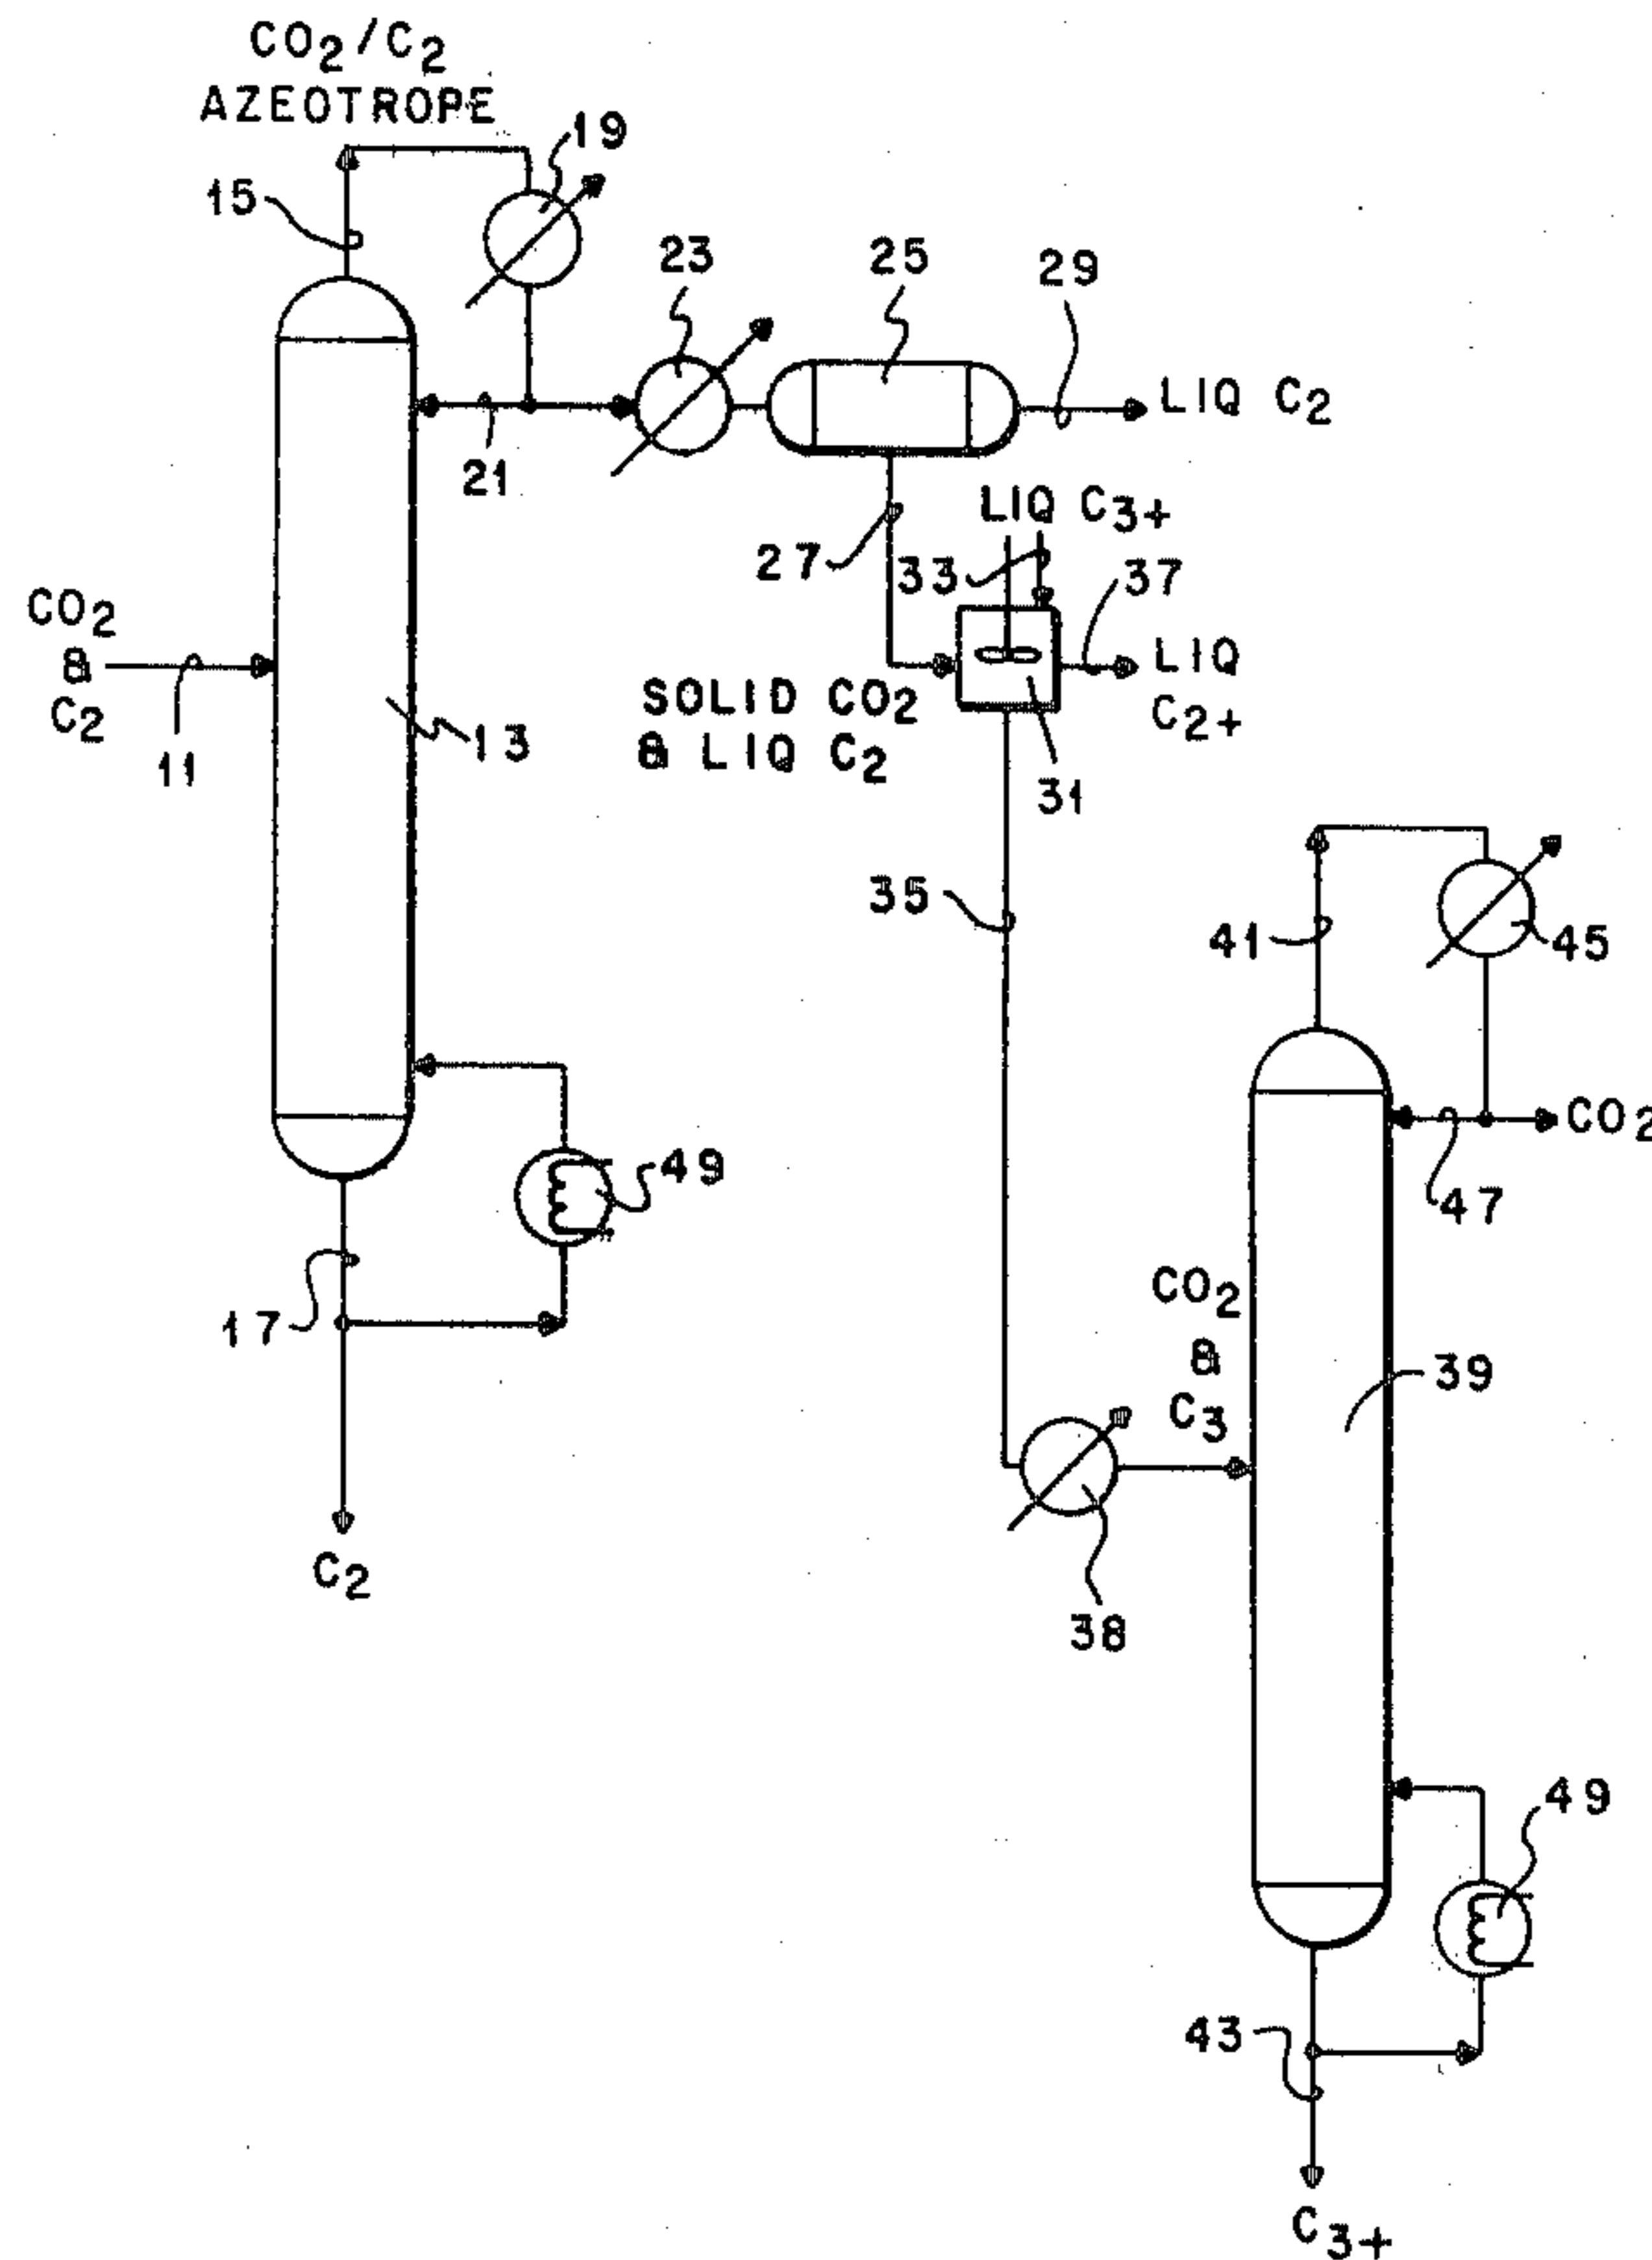 CO2/C2
AZEOTROPE
19
15
23
25
29
LIQ C2
21
LIQ C3+
27
33
37
CO2
&
C2
LIQ
C2+
SOLID CO2
& LIQ C2
13
11
31
35
41
45
CO2
49
47
CO2
&
C3
17
39
C2
38
49
43
C3+